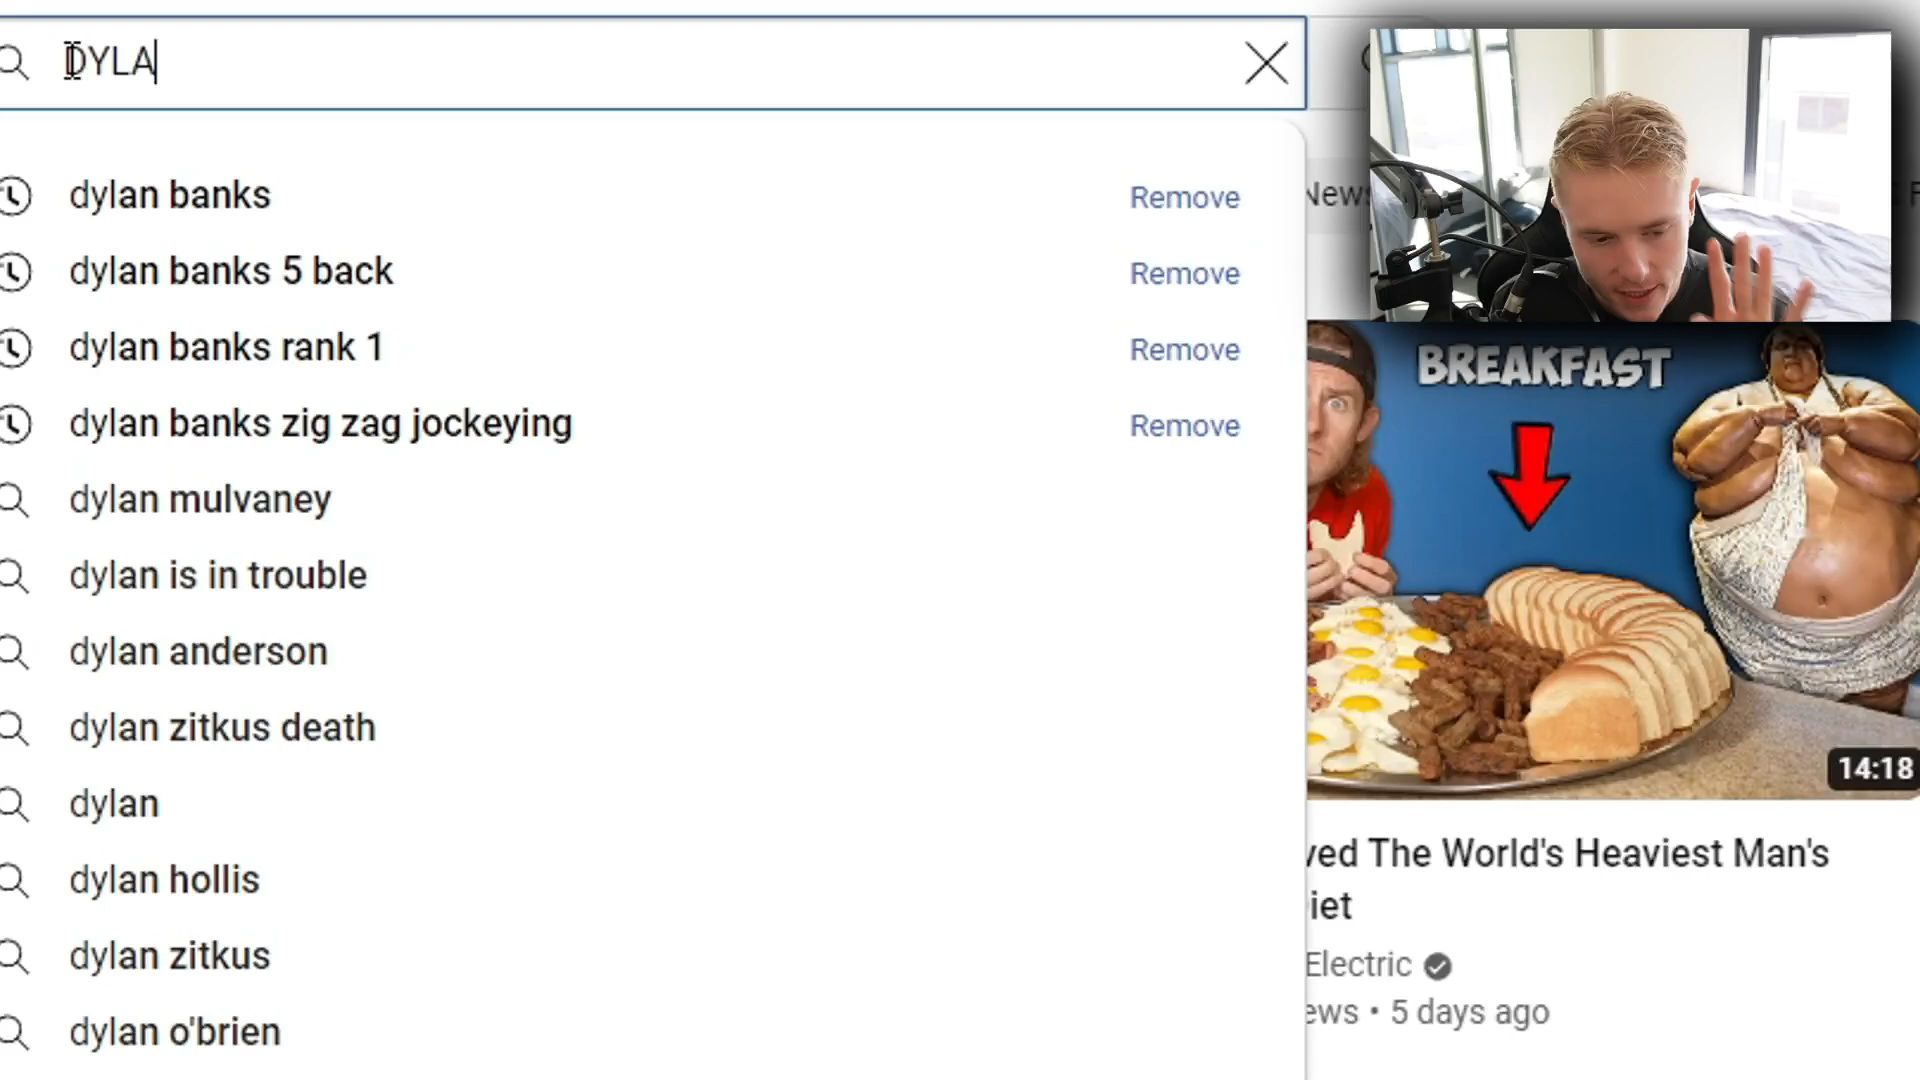 DYLA
dylan banks Remove
dylan banks 5 back Remove
dylan banks rank 1 Remove
dylan banks zig zag jockeying Remove
dylan mulvaney
dylan is in trouble
dylan anderson
dylan zitkus death
dylan
dylan hollis
dylan zitkus
dylan o'brien
News
BREAKFAST
14:18
ved The World's Heaviest Man's
iet
Electric
ews • 5 days ago